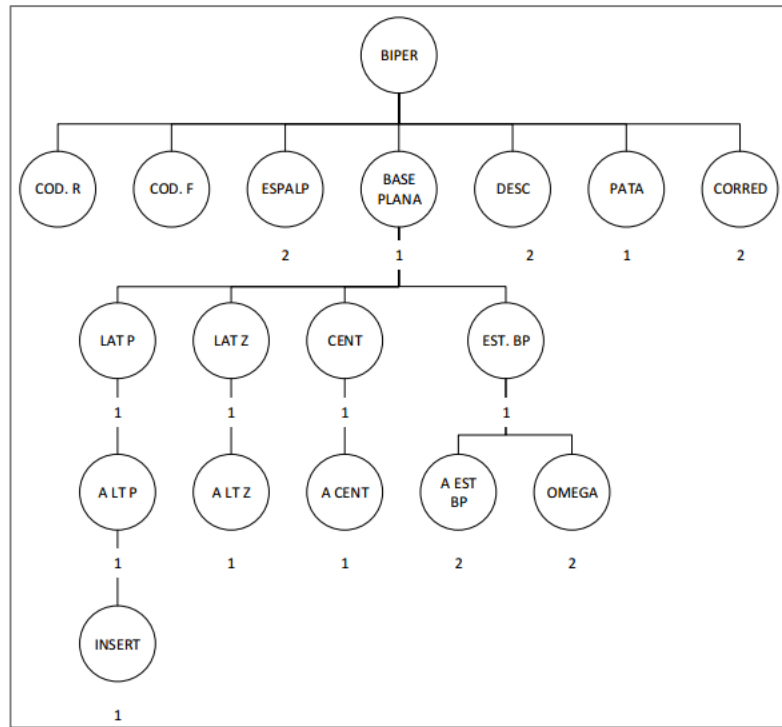 BIPER
COD. R
COD. F
ESPALP
BASE
PLANA
DESC
PATA
CORRED
2
1
2
1
2
LAT P
LAT Z
CENT
EST. BP
1
1
1
1
A LT P
A LT Z
A CENT
A EST
BP
OMEGA
1
1
1
2
2
INSERT
1